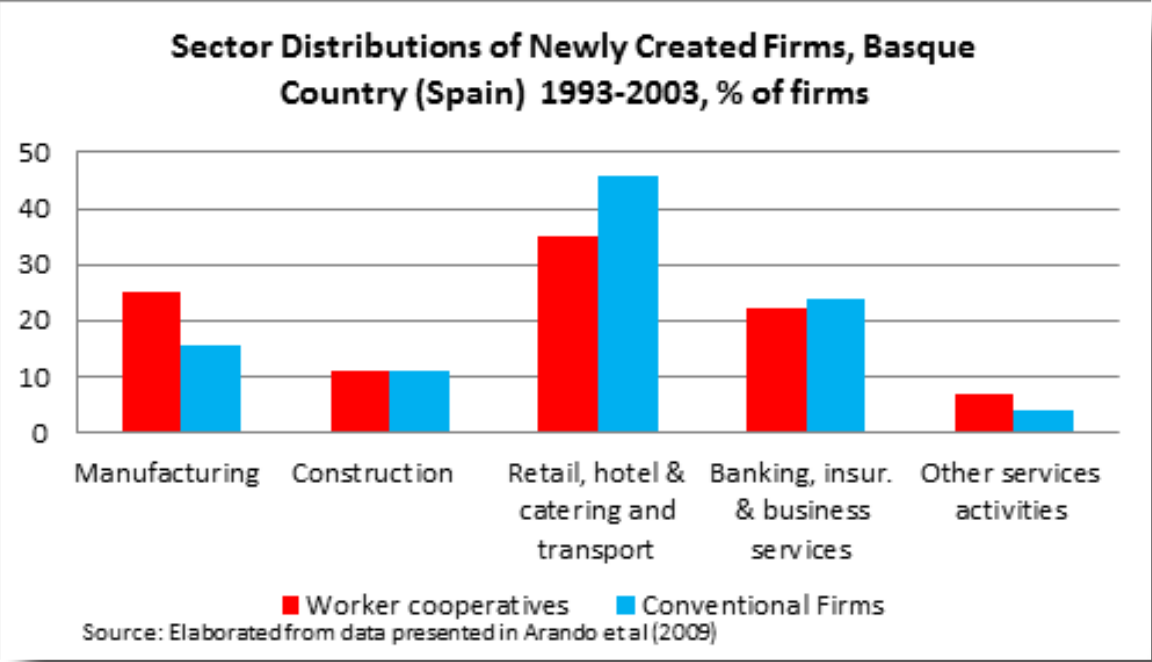 Sector Distributions of Newly Created Firms, Basque
Country (Spain) 1993-2003, % of firms
50
40
30
20
10
0
Manufacturing Construction Retail, hotel & Banking, insur. Other services
catering and & business activities
transport services
Worker cooperatives Conventional Firms
Source: Elaborated from data presented in Arando et al (2009)